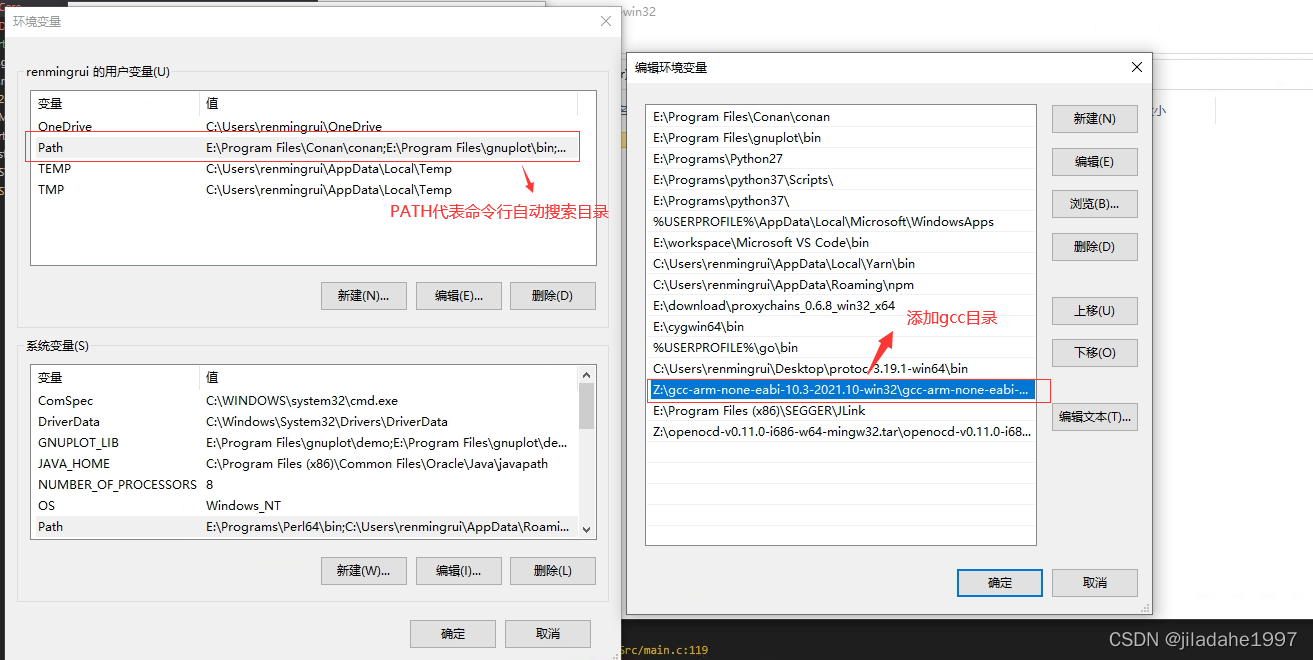 环境变量
renmingrui 的用户变量(U)
变量 值
OneDrive C:\Users\renmingrui\OneDrive
Path E:\Program Files\Conan\conan;E:\Program Files\gnuplot\bin;...
TEMP C:\Users\renmingrui\AppData\Local\Temp
TMP C:\Users\renmingrui\AppData\Local\Temp
PATH代表命令行自动搜索目录
新建(N)... 编辑(E)... 删除(D)
系统变量(S)
变量 值
ComSpec C:\WINDOWS\system32\cmd.exe
DriverData C:\Windows\System32\Drivers\DriverData
GNUPLOT_LIB E:\Program Files\gnuplot\demo;E:\Program Files\gnuplot\de...
JAVA_HOME C:\Program Files (x86)\Common Files\Oracle\Java\javapath
NUMBER_OF_PROCESSORS 8
OS Windows_NT
Path E:\Programs\Perl64\bin;C:\Users\renmingrui\AppData\Roami...
新建(W)... 编辑(I)... 删除(L)
确定 取消
win32
编辑环境变量
E:\Program Files\Conan\conan
E:\Program Files\gnuplot\bin
E:\Programs\Python27
E:\Programs\python37\Scripts\
E:\Programs\python37\
%USERPROFILE%\AppData\Local\Microsoft\WindowsApps
E:\workspace\Microsoft VS Code\bin
C:\Users\renmingrui\AppData\Local\Yarn\bin
C:\Users\renmingrui\AppData\Roaming\npm
E:\download\proxychains_0.6.8_win32_x64
添加gcc目录
E:\cygwin64\bin
%USERPROFILE%\go\bin
C:\Users\renmingrui\Desktop\protoc-3.19.1-win64\bin
Z:\gcc-arm-none-eabi-10.3-2021.10-win32\gcc-arm-none-eabi-...
E:\Program Files (x86)\SEGGER\JLink
Z:\openocd-v0.11.0-i686-w64-mingw32.tar\openocd-v0.11.0-i68...
新建(N)
编辑(E)
浏览(B)...
删除(D)
上移(U)
下移(O)
编辑文本(T)...
确定 取消
小
Src/main.c:119
CSDN @jiladahe1997